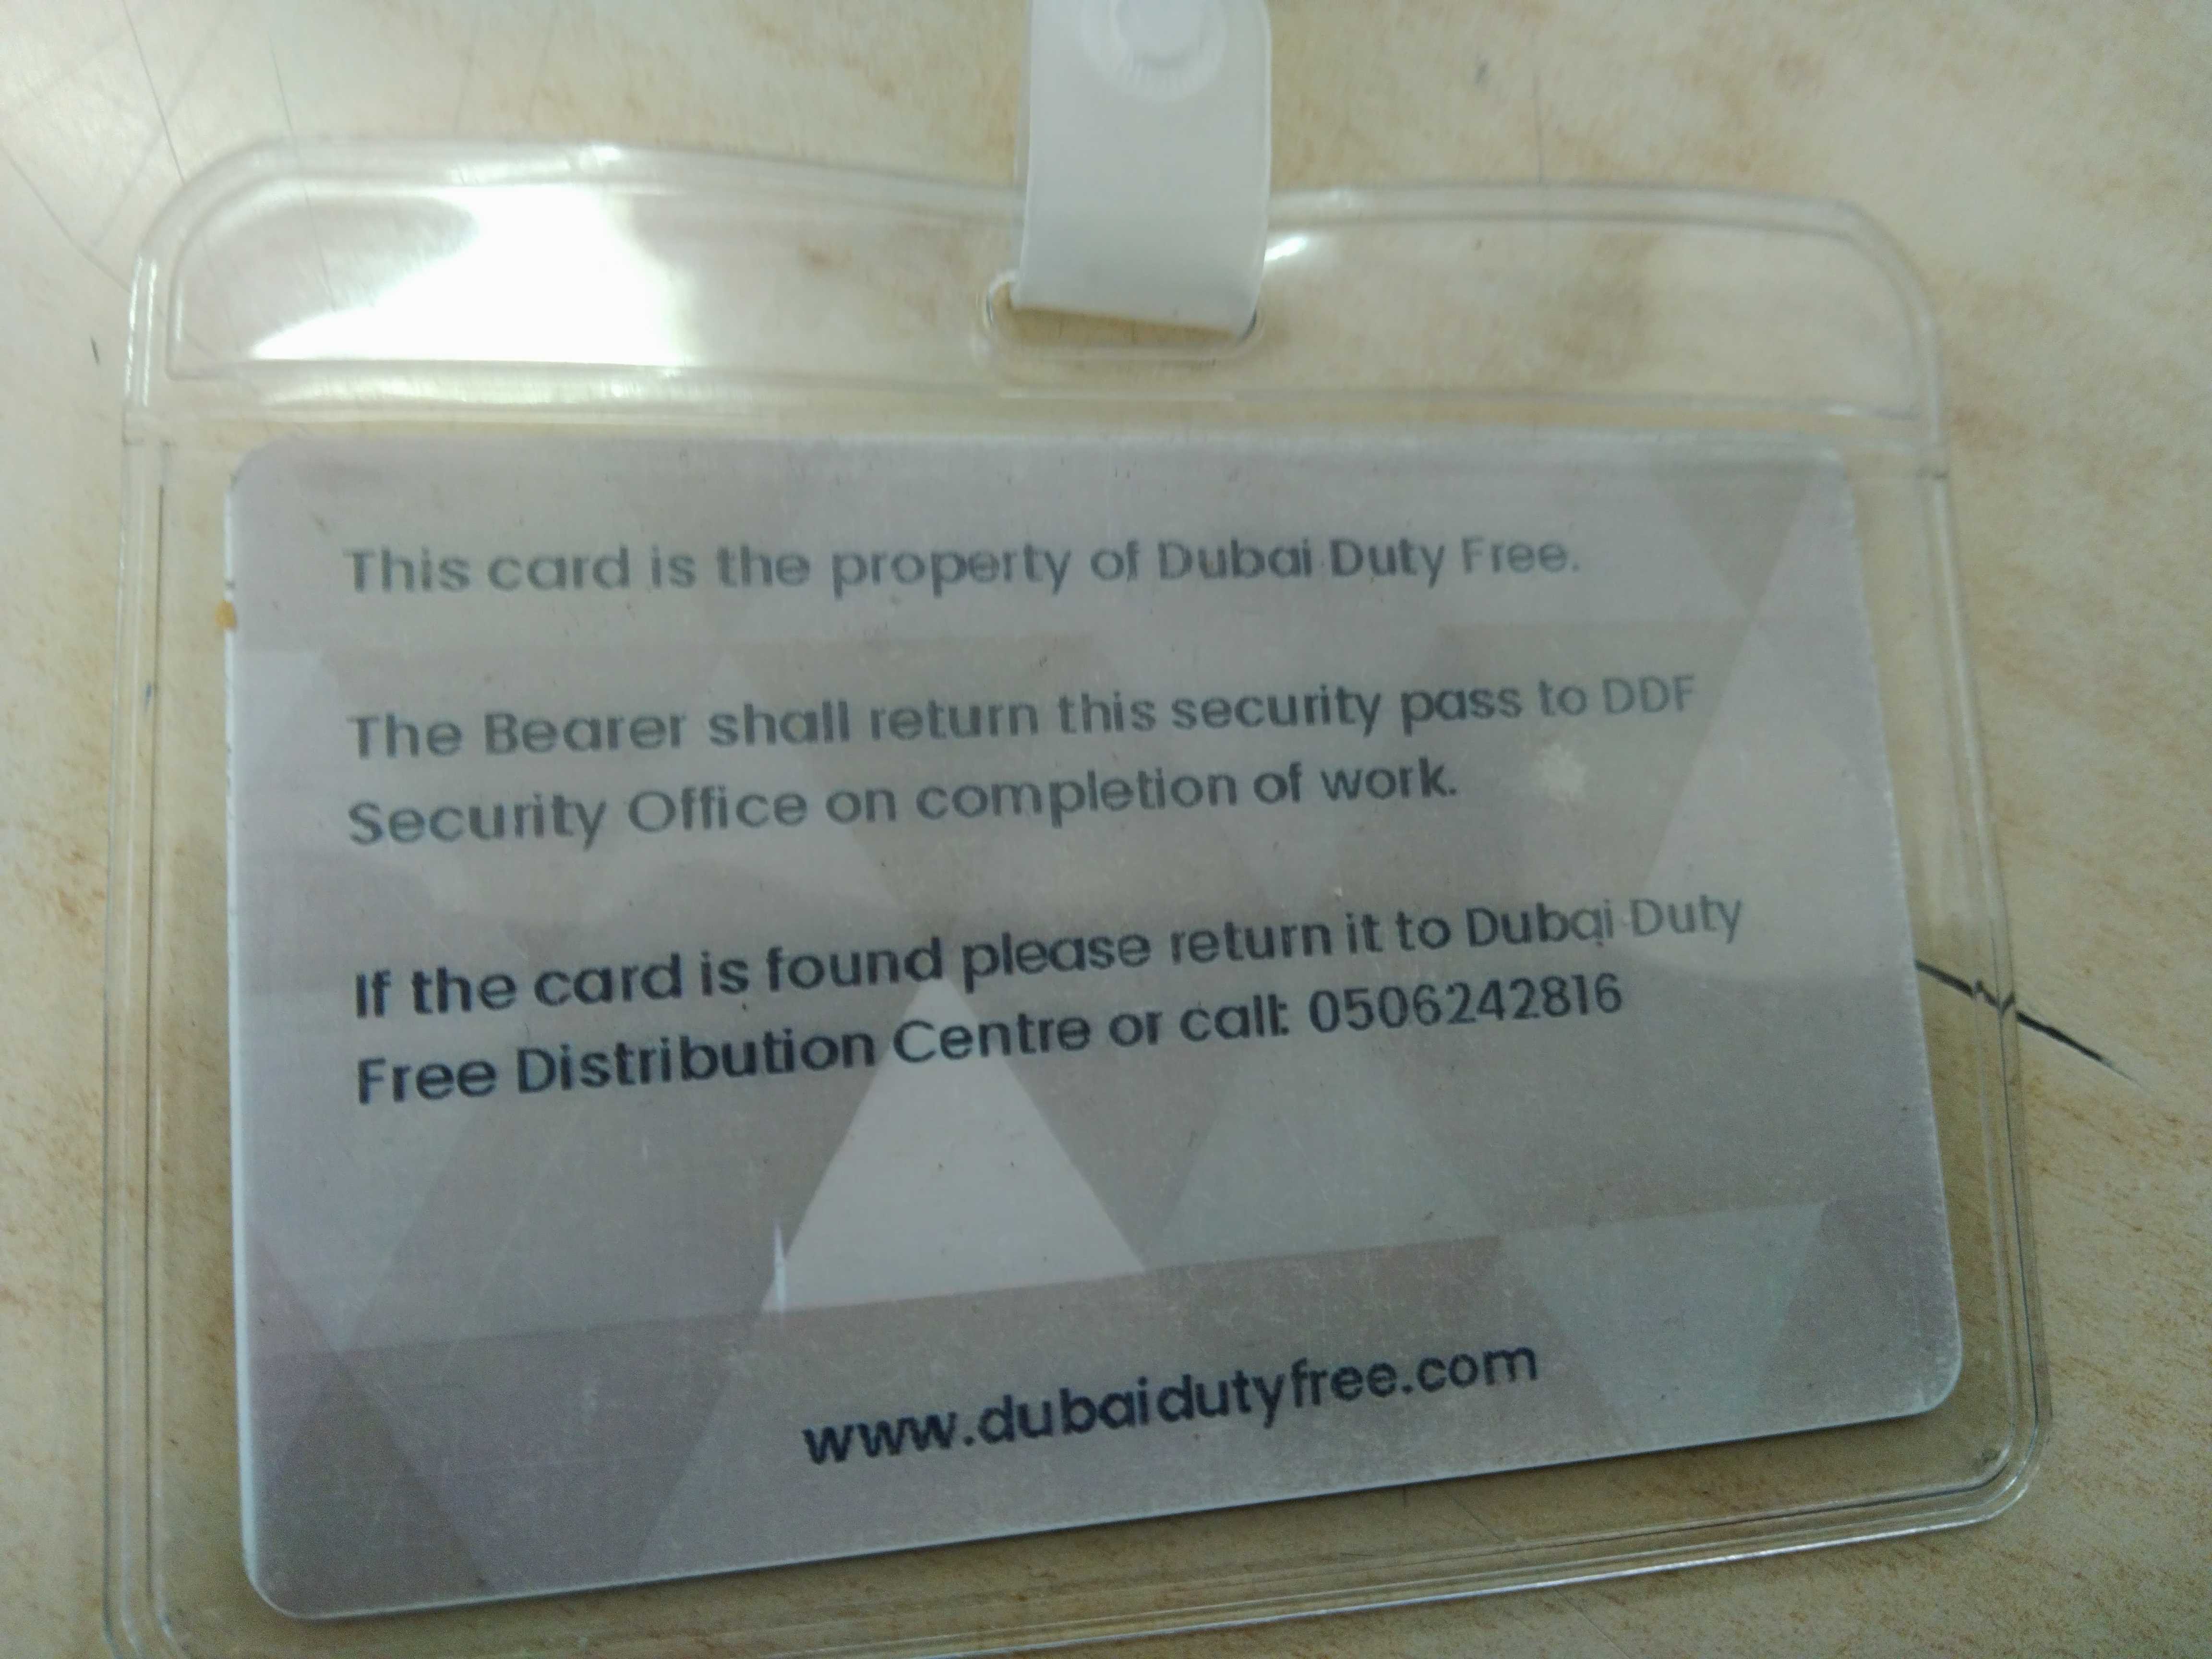 This card is the property of Dubai Duty Free.
The Bearer shall return this security pass to DDF
Security Office on completion of work.
If the card is found please return it to Dubai Duty
Free Distribution Centre or call: 0506242816
www.dubaidutyfree.com